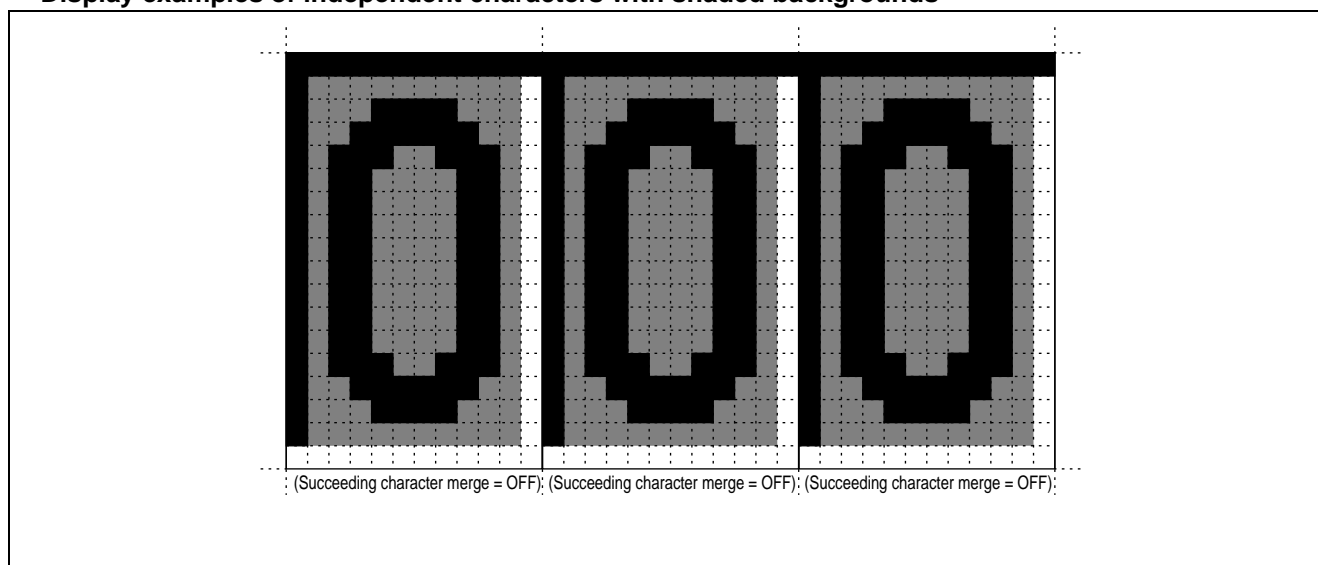 Display examples of independent characters with shaded backgrounds
(Succeeding character merge = OFF) (Succeeding character merge = OFF) (Succeeding character merge = OFF)